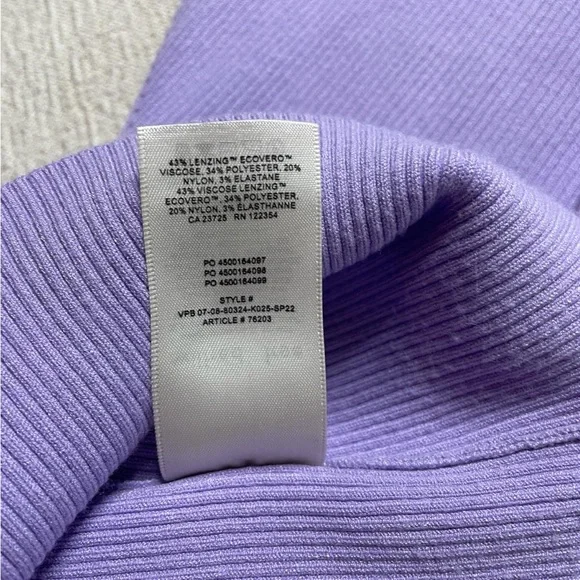 43% LENZING™ ECOVERO™
VISCOSE, 34% POLYESTER, 20%
NYLON, 3% ELASTANE
43% VISCOSE LENZING™
ECOVERO™, 34% POLYESTER,
20% NYLON, 3% ÉLASTHANNE
CA 23725 RN 122354
PO 4500164097
PO 4500164098
PO 4500164099
STYLE #
VPB 07-08-80324-K025-SP22
ARTICLE # 76203